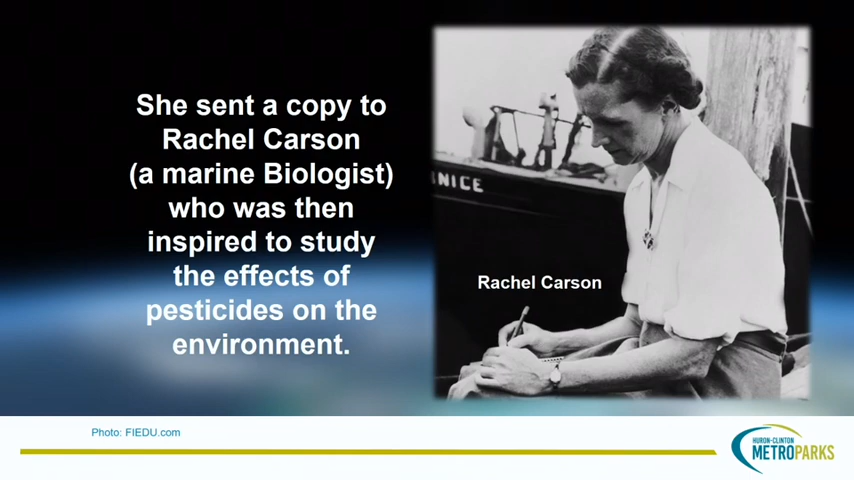 She sent a copy to
Rachel Carson
(a marine Biologist)
who was then
inspired to study
the effects of
pesticides on the
environment.
NICE
Rachel Carson
Photo: FIEDU.com
HURON-CLINTON
METROPARKS